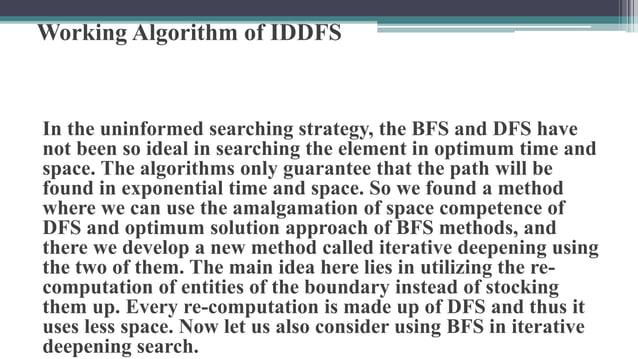 Working Algorithm of IDDFS
In the uninformed searching strategy, the BFS and DFS have
not been so ideal in searching the element in optimum time and
space. The algorithms only guarantee that the path will be
found in exponential time and space. So we found a method
where we can use the amalgamation of space competence of
DFS and optimum solution approach of BFS methods, and
there we develop a new method called iterative deepening using
the two of them. The main idea here lies in utilizing the re-
computation of entities of the boundary instead of stocking
them up. Every re-computation is made up of DFS and thus it
uses less space. Now let us also consider using BFS in iterative
deepening search.